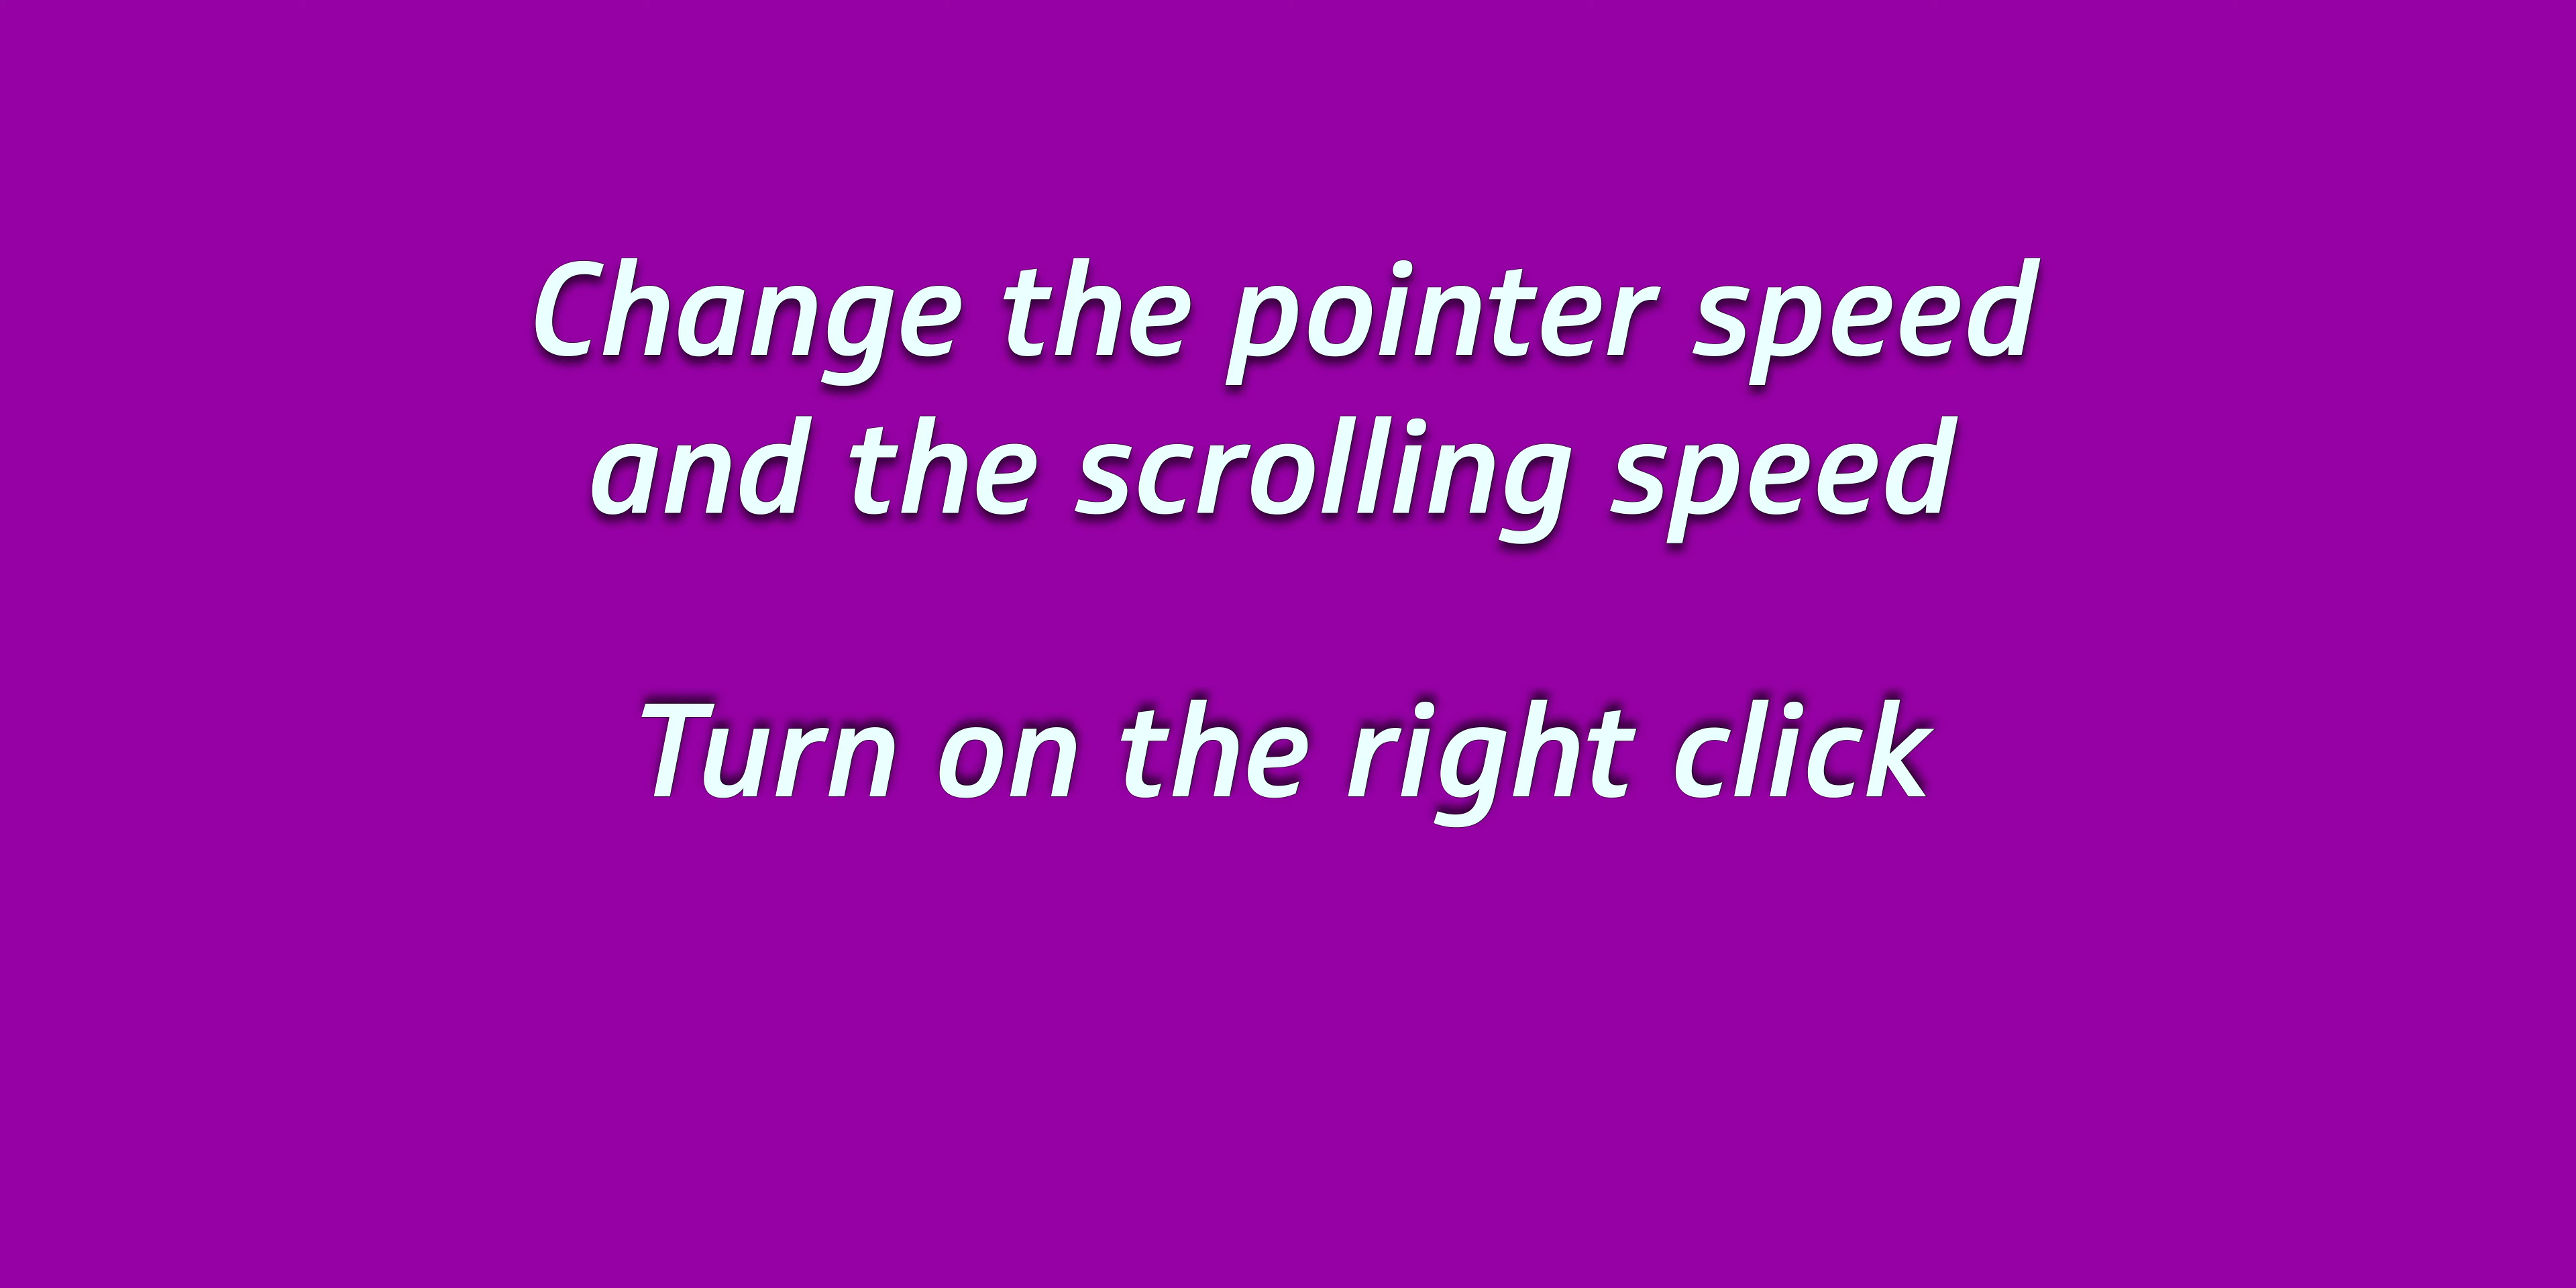 Change the pointer speed
and the scrolling speed
Turn on the right click